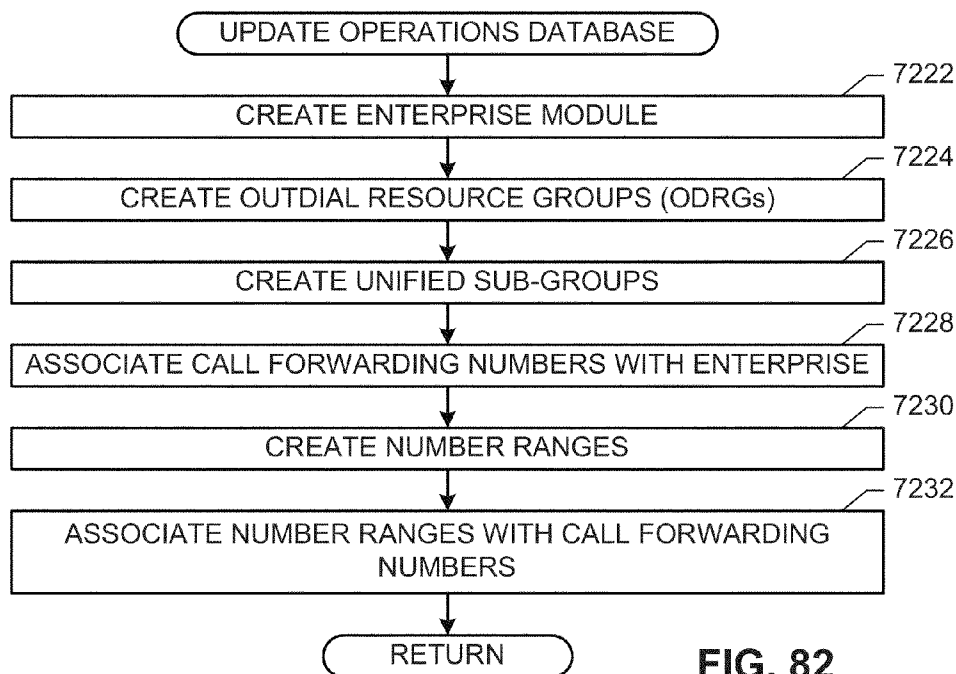 UPDATE OPERATIONS DATABASE
7222
CREATE ENTERPRISE MODULE
7224
CREATE OUTDIAL RESOURCE GROUPS (ODRGs)
7226
CREATE UNIFIED SUB-GROUPS
7228
ASSOCIATE CALL FORWARDING NUMBERS WITH ENTERPRISE
7230
CREATE NUMBER RANGES
7232
ASSOCIATE NUMBER RANGES WITH CALL FORWARDING
NUMBERS
RETURN
FIG. 82